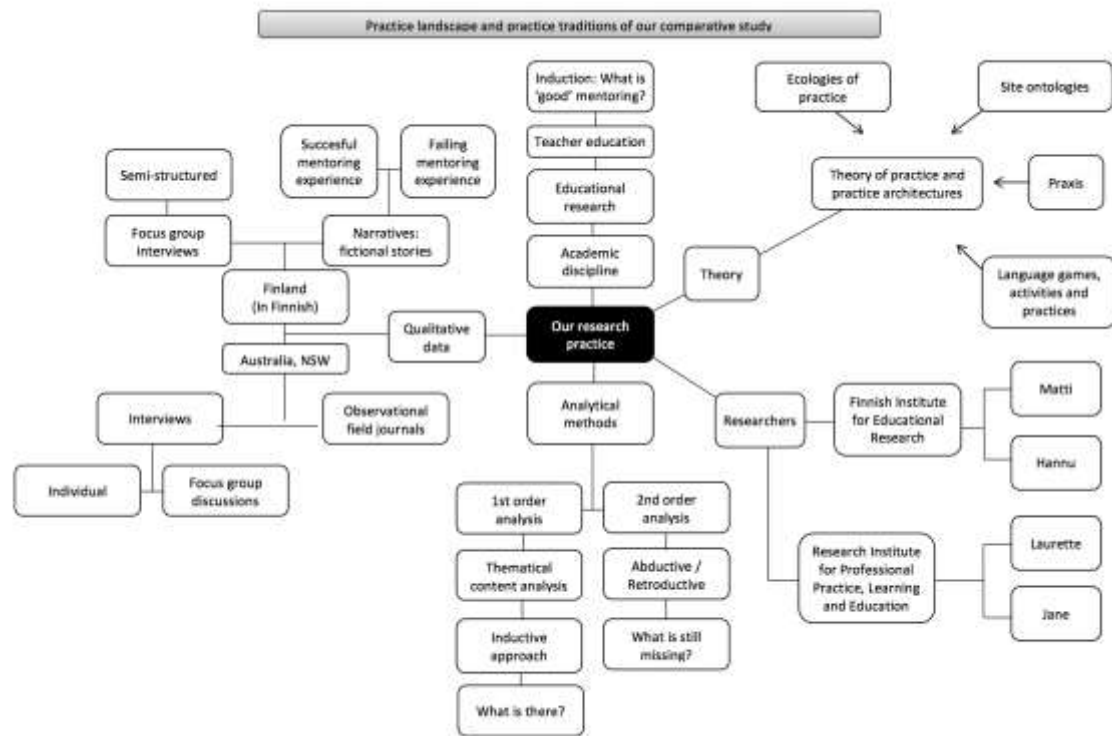 Practice landscape and practice traditions of our comparative study
Induction: What is
'good' mentoring?
Teacher education
Educational
research
Academic
discipline
Our research
practice
Ecologies of
practice
Site ontologies
Theory of practice and
practice architectures
Praxis
Language games,
activities and
practices
Theory
Succesful
mentoring
experience
Failing
mentoring
experience
Semi-structured
Focus group
interviews
Narratives:
fictional stories
Finland
(in Finnish)
Qualitative
data
Australia, NSW
Interviews
Observational
field journals
Individual
Focus group
discussions
Analytical
methods
1st order
analysis
2nd order
analysis
Thematical
content analysis
Abductive /
Retroductive
Inductive
approach
What is still
missing?
What is there?
Researchers
Finnish Institute
for Educational
Research
Matti
Hannu
Research Institute
for Professional
Practice, Learning
and Education
Laurette
Jane